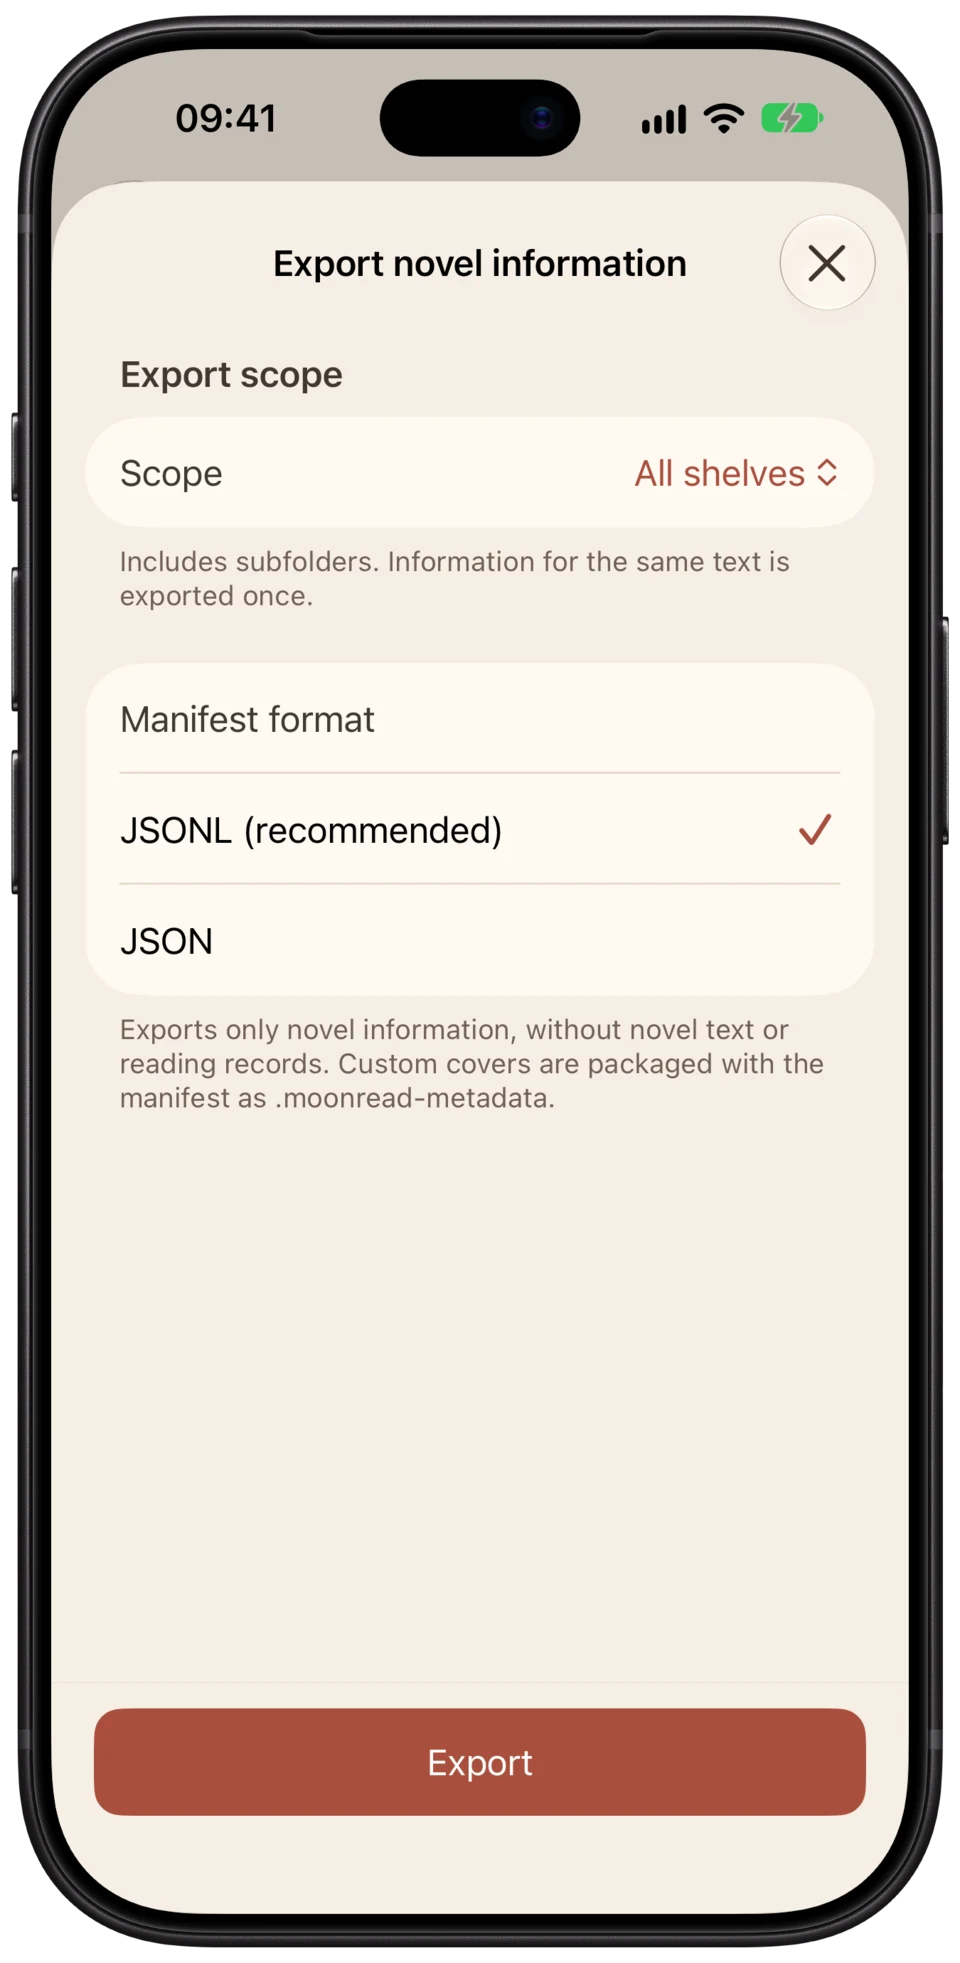 09:41
Export novel information
Export scope
Scope
All shelves
Includes subfolders. Information for the same text is
exported once.
Manifest format
JSONL (recommended)
JSON
Exports only novel information, without novel text or
reading records. Custom covers are packaged with the
manifest as .moonread-metadata.
Export